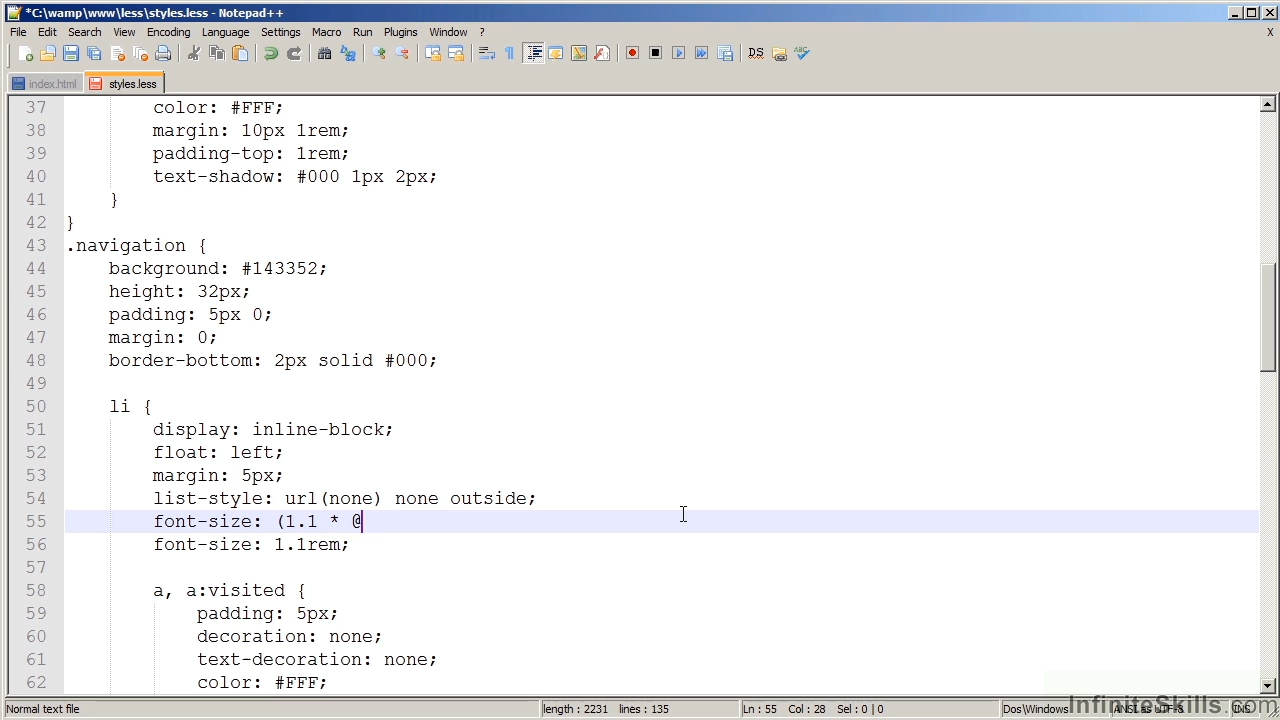 *C:\wamp\www\less\styles.less - Notepad++
File Edit Search View Encoding Language Settings Macro Run Plugins Window ? X
index.html styles.less
37 color: #FFF;
38 margin: 10px 1rem;
39 padding-top: 1rem;
40 text-shadow: #000 1px 2px;
41 }
42 }
43 .navigation {
44 background: #143352;
45 height: 32px;
46 padding: 5px 0;
47 margin: 0;
48 border-bottom: 2px solid #000;
49
50 li {
51 display: inline-block;
52 float: left;
53 margin: 5px;
54 list-style: url(none) none outside;
55 font-size: (1.1 * @
56 font-size: 1.1rem;
57
58 a, a:visited {
59 padding: 5px;
60 decoration: none;
61 text-decoration: none;
62 color: #FFF;
InfiniteSkills.com
Normal text file length : 2231 lines : 135 Ln : 55 Col : 28 Sel : 0 | 0 Dos\Windows ANSI as UTF-8 INS